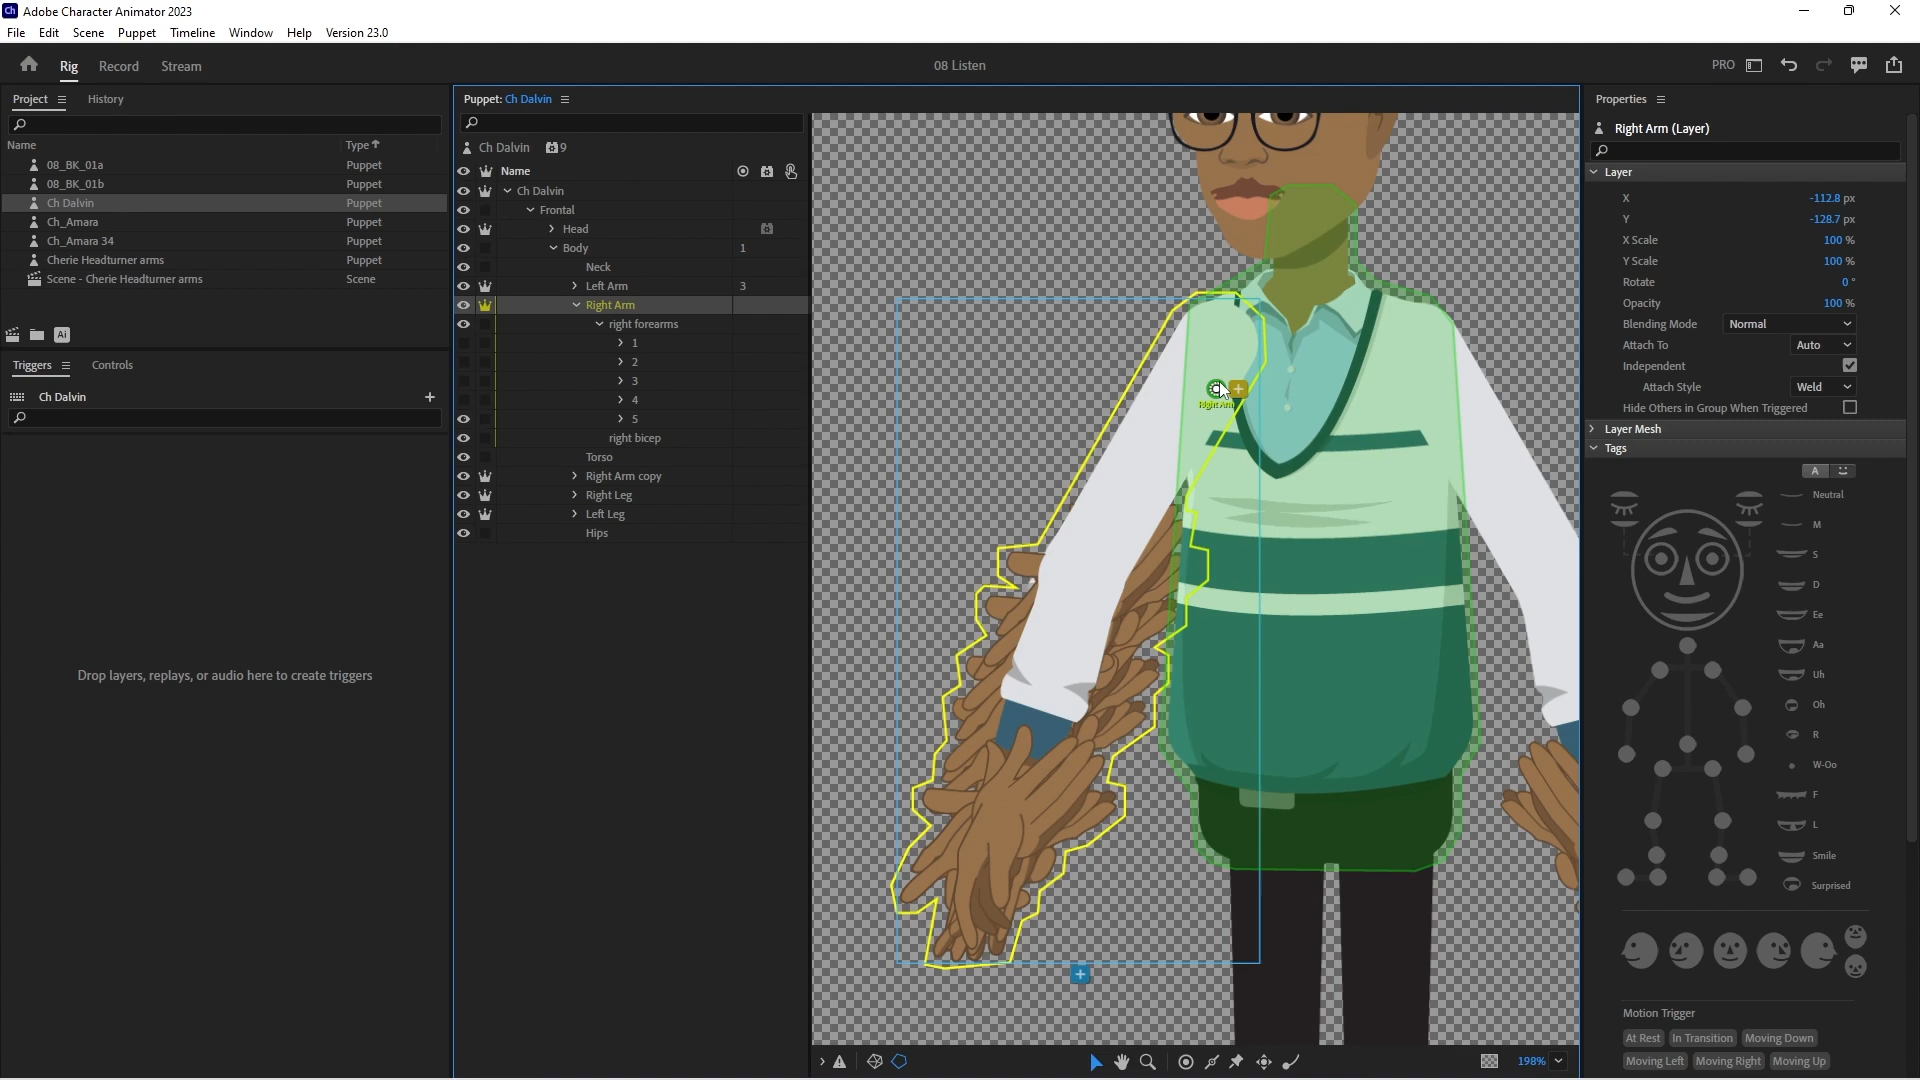 Ch Adobe Character Animator 2023
File Edit Scene Puppet Timeline Window Help Version 23.0
Rig Record Stream 08 Listen PRO
Project History
Name Type
08_BK_01a Puppet
08_BK_01b Puppet
Ch Dalvin Puppet
Ch_Amara Puppet
Ch_Amara 34 Puppet
Cherie Headturner arms Puppet
Scene - Cherie Headturner arms Scene
Ai
Triggers Controls
Ch Dalvin +
Drop layers, replays, or audio here to create triggers
Puppet: Ch Dalvin
Ch Dalvin 9
Name
Ch Dalvin
Frontal
Head
Body 1
Neck
Left Arm 3
Right Arm
right forearms
1
2
3
4
5
right bicep
Torso
Right Arm copy
Right Leg
Left Leg
Hips
Right Arm
198%
Properties
Right Arm (Layer)
Layer
X -112.8 px
Y -128.7 px
X Scale 100 %
Y Scale 100 %
Rotate 0 °
Opacity 100 %
Blending Mode Normal
Attach To Auto
Independent
Attach Style Weld
Hide Others in Group When Triggered
Layer Mesh
Tags
A
Neutral
M
S
D
Ee
Aa
Uh
Oh
R
W-Oo
F
L
Smile
Surprised
Motion Trigger
At Rest In Transition Moving Down
Moving Left Moving Right Moving Up